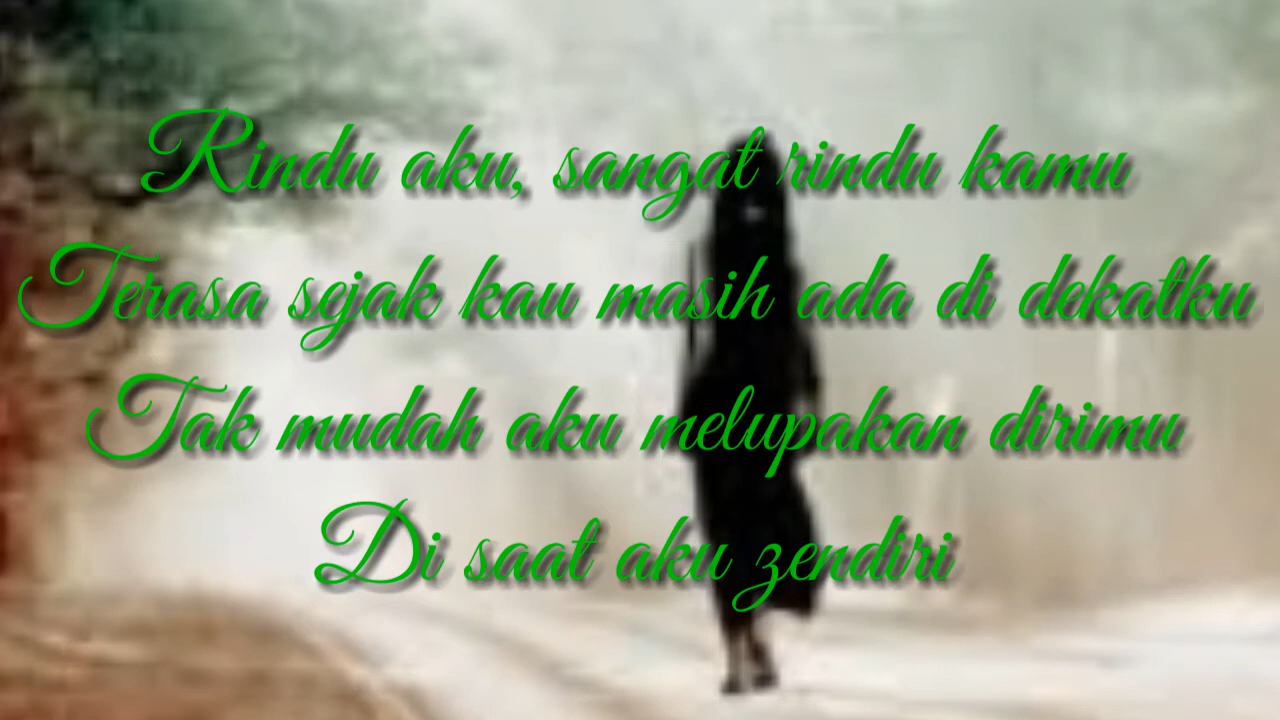 Rindu aku, sangat rindu kamu
Terasa sejak kau masih ada di dekatku
Tak mudah aku melupakan dirimu
Di saat aku zendiri